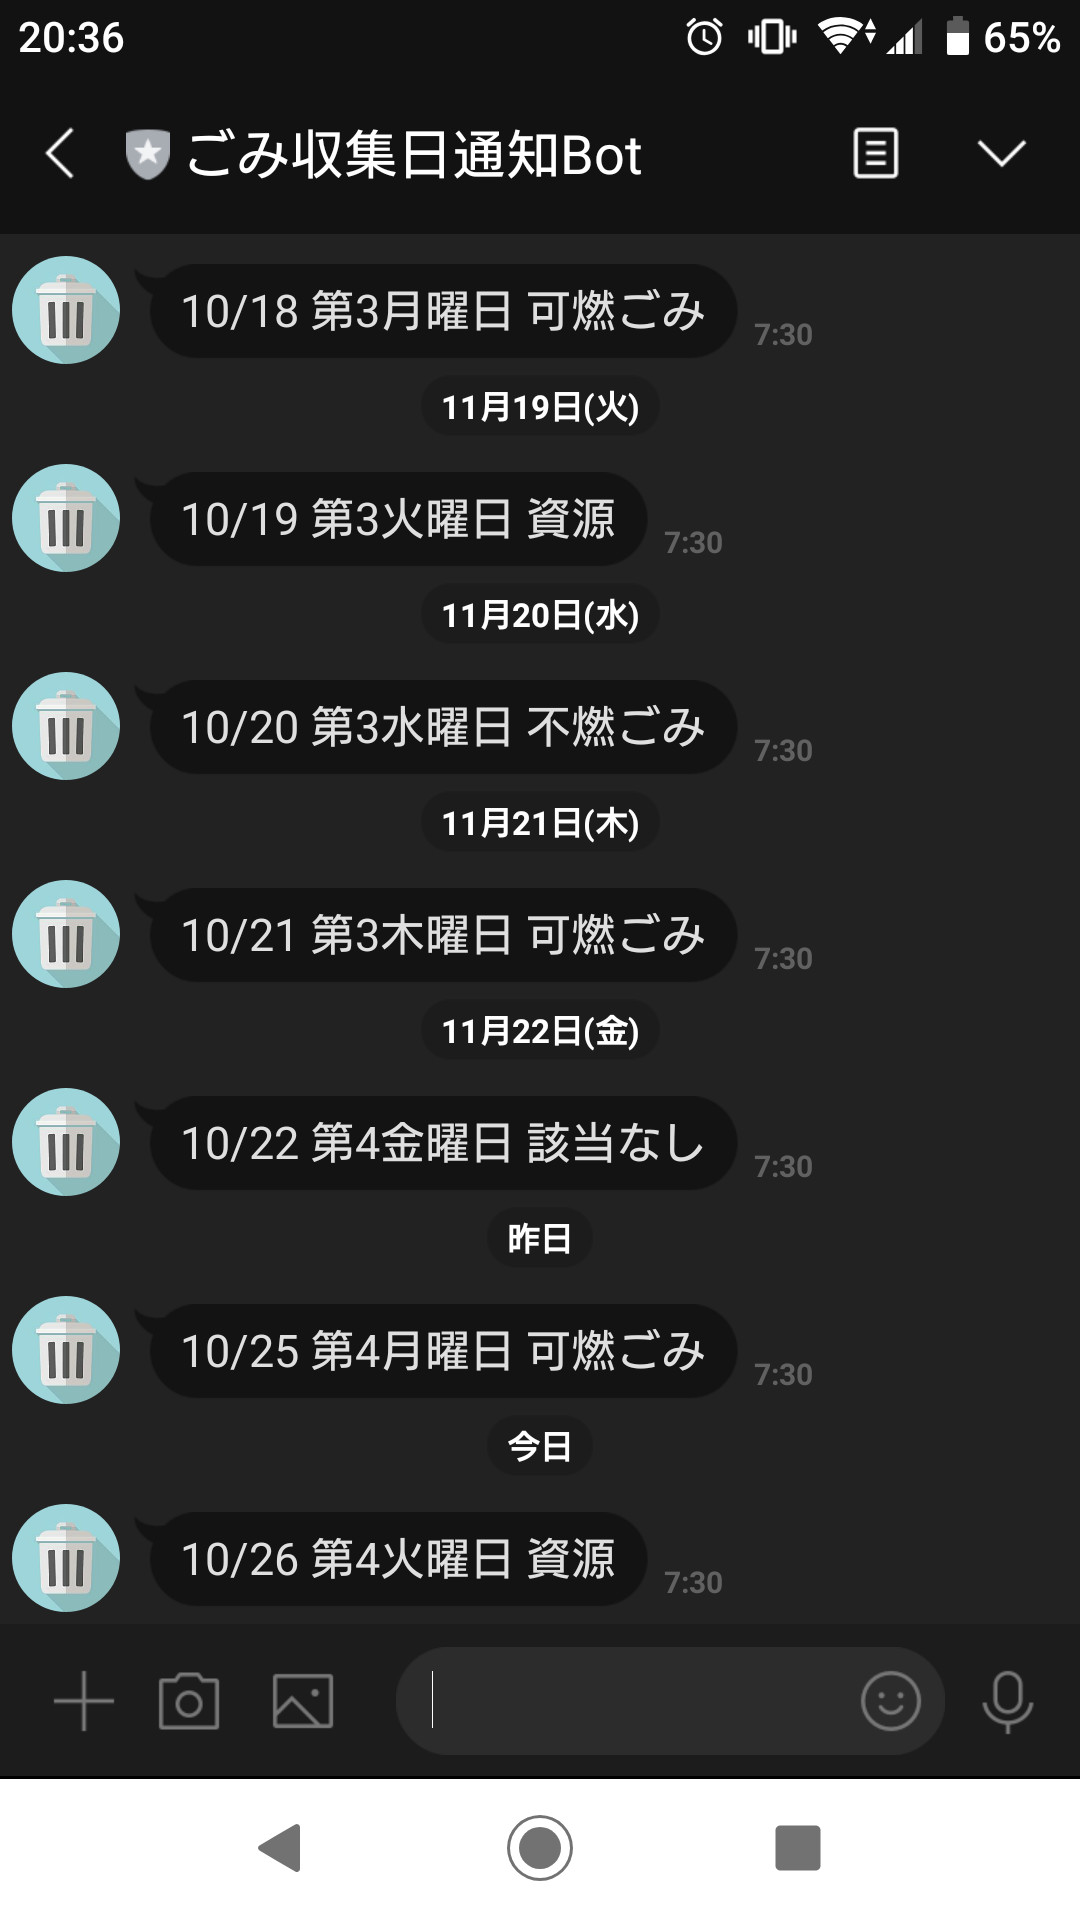 20:36
65%
ごみ収集日通知Bot
10/18 第3月曜日 可燃ごみ
7:30
11月19日(火)
10/19 第3火曜日 資源
7:30
11月20日(水)
10/20 第3水曜日 不燃ごみ
7:30
11月21日(木)
10/21 第3木曜日 可燃ごみ
7:30
11月22日(金)
10/22 第4金曜日 該当なし
7:30
昨日
10/25 第4月曜日 可燃ごみ
7:30
今日
10/26 第4火曜日 資源
7:30